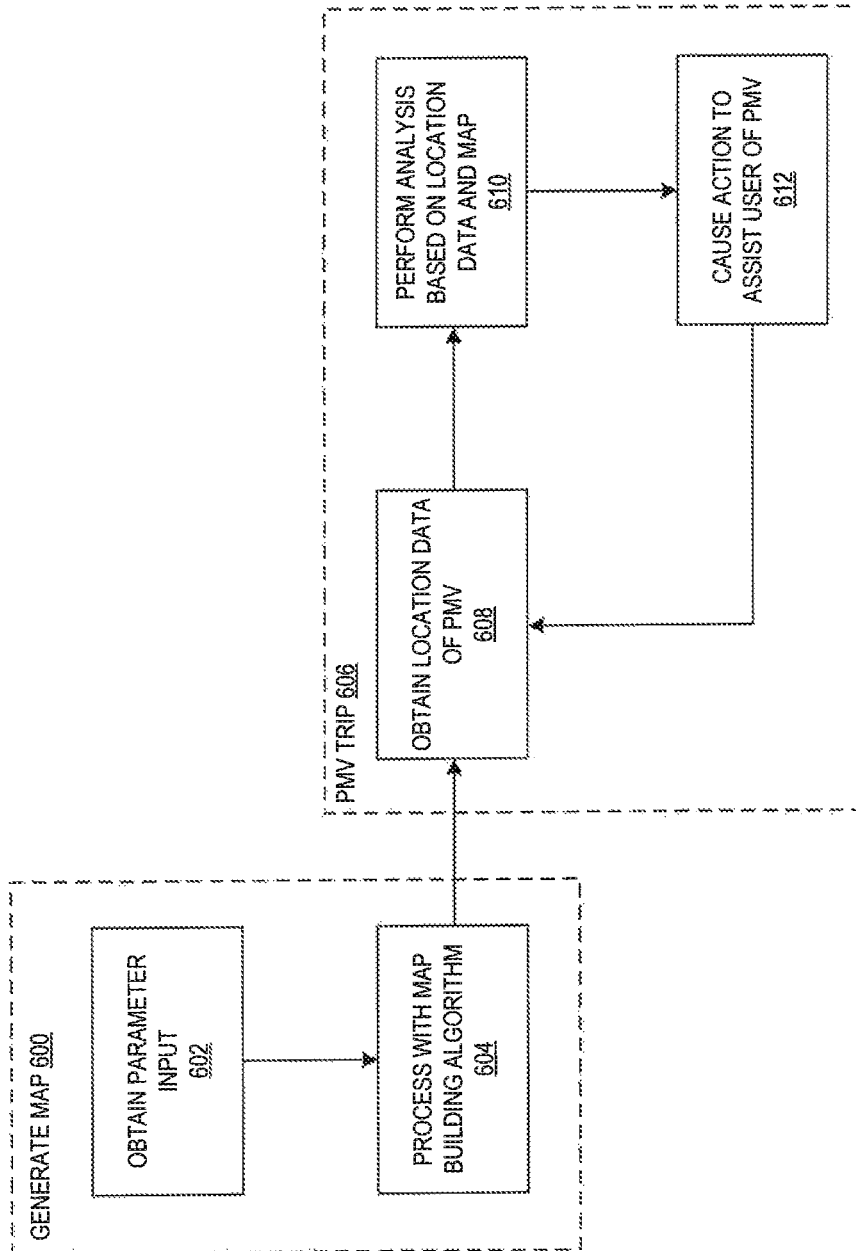 GENERATE MAP 600
OBTAIN PARAMETER
INPUT
602
PROCESS WITH MAP
BUILDING ALGORITHM
604
PMV TRIP 606
OBTAIN LOCATION DATA
OF PMV
608
PERFORM ANALYSIS
BASED ON LOCATION
DATA AND MAP
610
CAUSE ACTION TO
ASSIST USER OF PMV
612